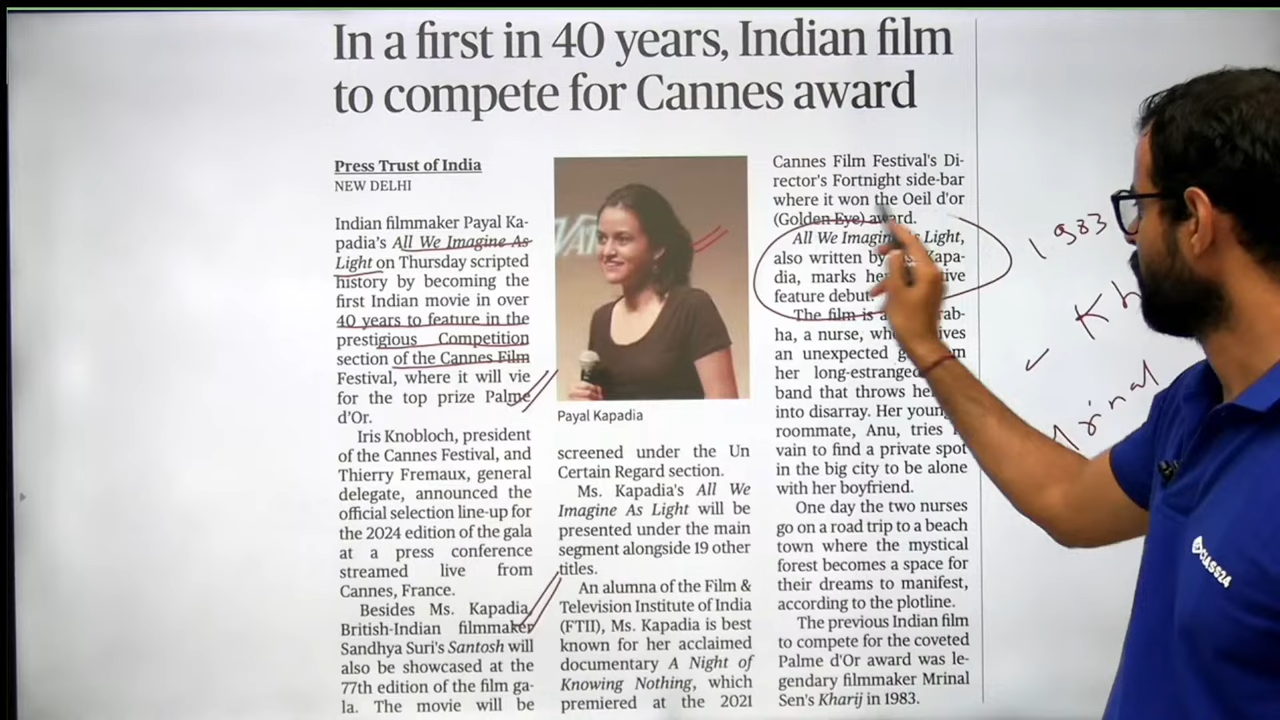 In a first in 40 years, Indian film
to compete for Cannes award
Press Trust of India
NEW DELHI
Indian filmmaker Payal Ka-
padia's All We Imagine As
Light on Thursday scripted
history by becoming the
first Indian movie in over
40 years to feature in the
prestigious Competition
section of the Cannes Film
Festival, where it will vie
for the top prize Palme
d'Or.
Iris Knobloch, president
of the Cannes Festival, and
Thierry Fremaux, general
delegate, announced the
official selection line-up for
the 2024 edition of the gala
at a press conference
streamed live from
Cannes, France.
Besides Ms. Kapadia,
British-Indian filmmaker
Sandhya Suri's Santosh will
also be showcased at the
77th edition of the film ga-
la. The movie will be
Payal Kapadia
screened under the Un
Certain Regard section.
Ms. Kapadia's All We
Imagine As Light will be
presented under the main
segment alongside 19 other
titles.
An alumna of the Film &
Television Institute of India
(FTII), Ms. Kapadia is best
known for her acclaimed
documentary A Night of
Knowing Nothing, which
premiered at the 2021
Cannes Film Festival's Di-
rector's Fortnight side-bar
where it won the Oeil d'or
(Golden Eye) award.
All We Imagine Light,
also written by Kapa-
dia, marks
feature debut
The film is
ha, a nurse,
an unexpected
her long-estranged
band that throws
into disarray. Her
roommate, Anu, tries
vain to find a private spot
in the big city to be alone
with her boyfriend.
One day the two nurses
go on a road trip to a beach
town where the mystical
forest becomes a space for
their dreams to manifest,
according to the plotline.
The previous Indian film
to compete for the coveted
Palme d'Or award was le-
gendary filmmaker Mrinal
Sen's Kharij in 1983.
1983
Kh
Mrinal
CLASS24